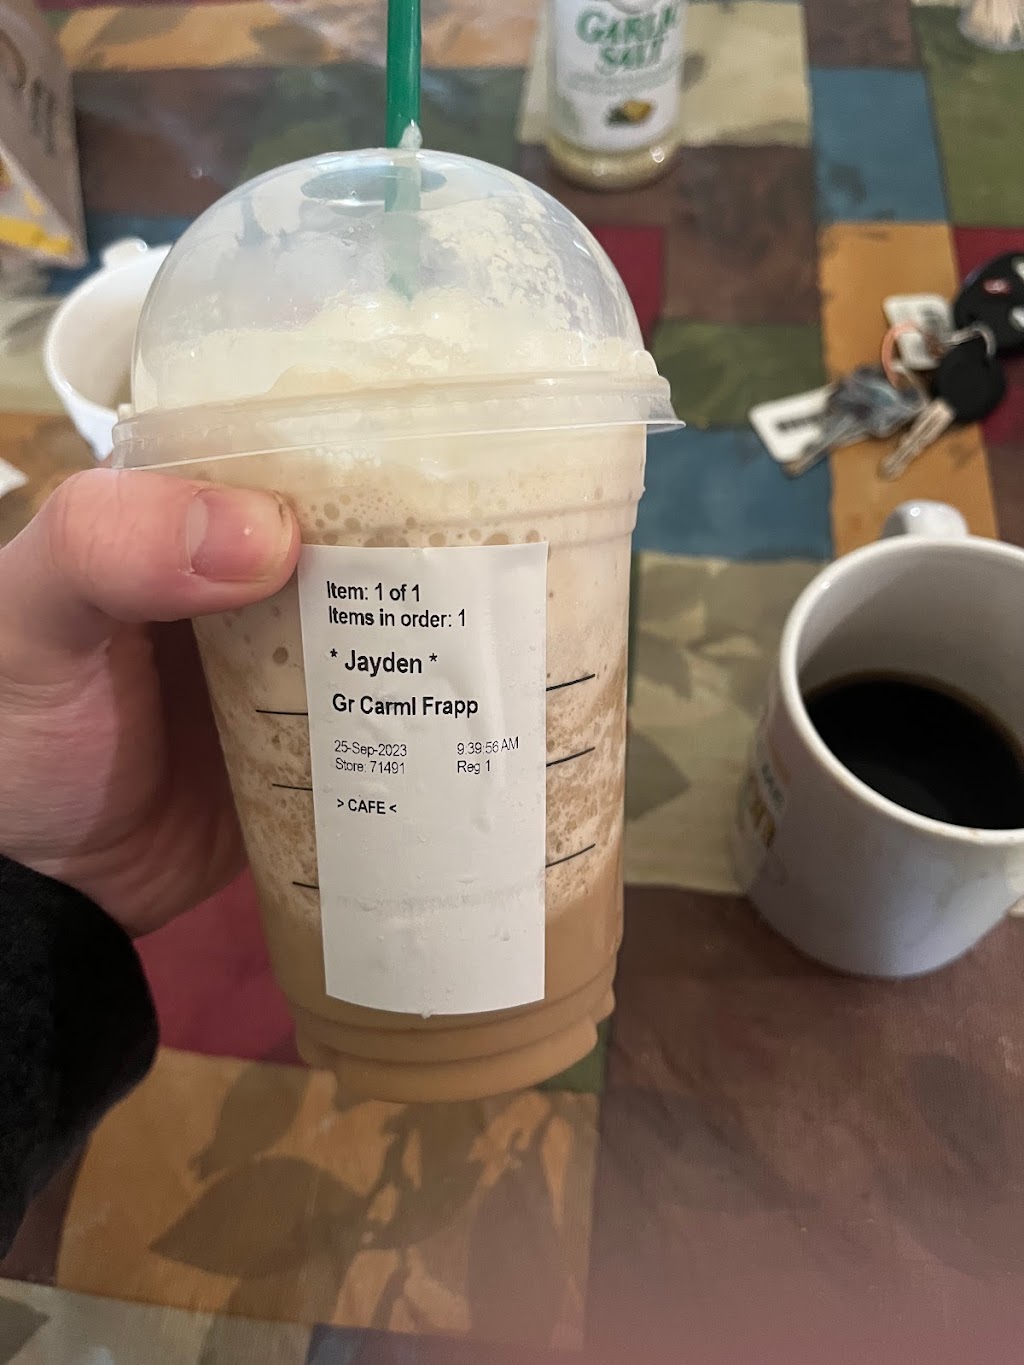 GARLIC
SALT
Item: 1 of 1
Items in order: 1
* Jayden *
Gr Carml Frapp
25-Sep-2023 9:39:56 AM
Store: 71491 Reg 1
> CAFE <